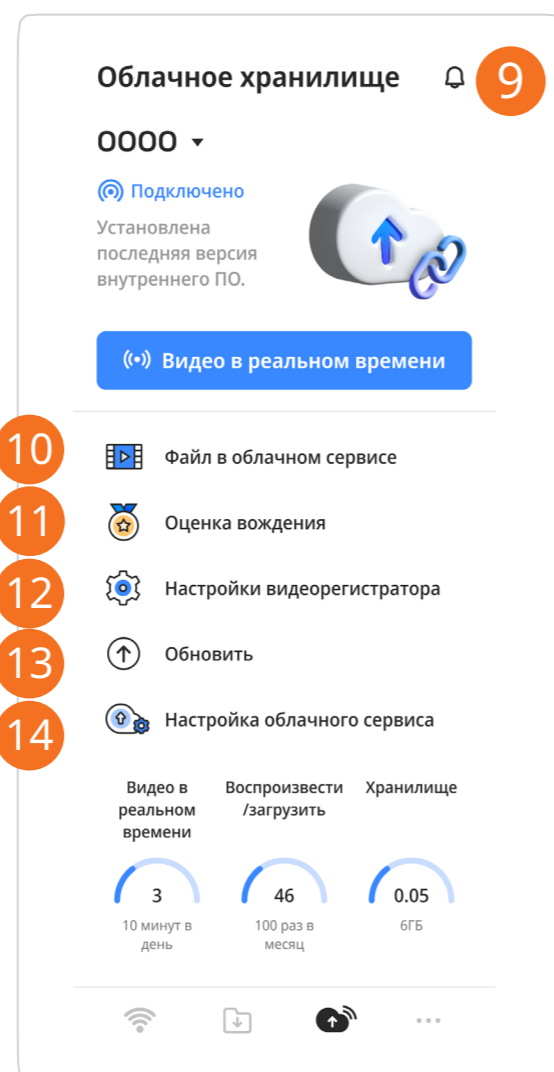 Облачное хранилище
9
OOOO
Подключено
Установлена
последняя версия
внутреннего ПО.
Видео в реальном времени
10
Файл в облачном сервисе
11
Оценка вождения
12
Настройки видеорегистратора
13
Обновить
14
Настройка облачного сервиса
Видео в
реальном
времени
Воспроизвести
/загрузить
Хранилище
3
46
0.05
10 минут в
день
100 раз в
месяц
6ГБ